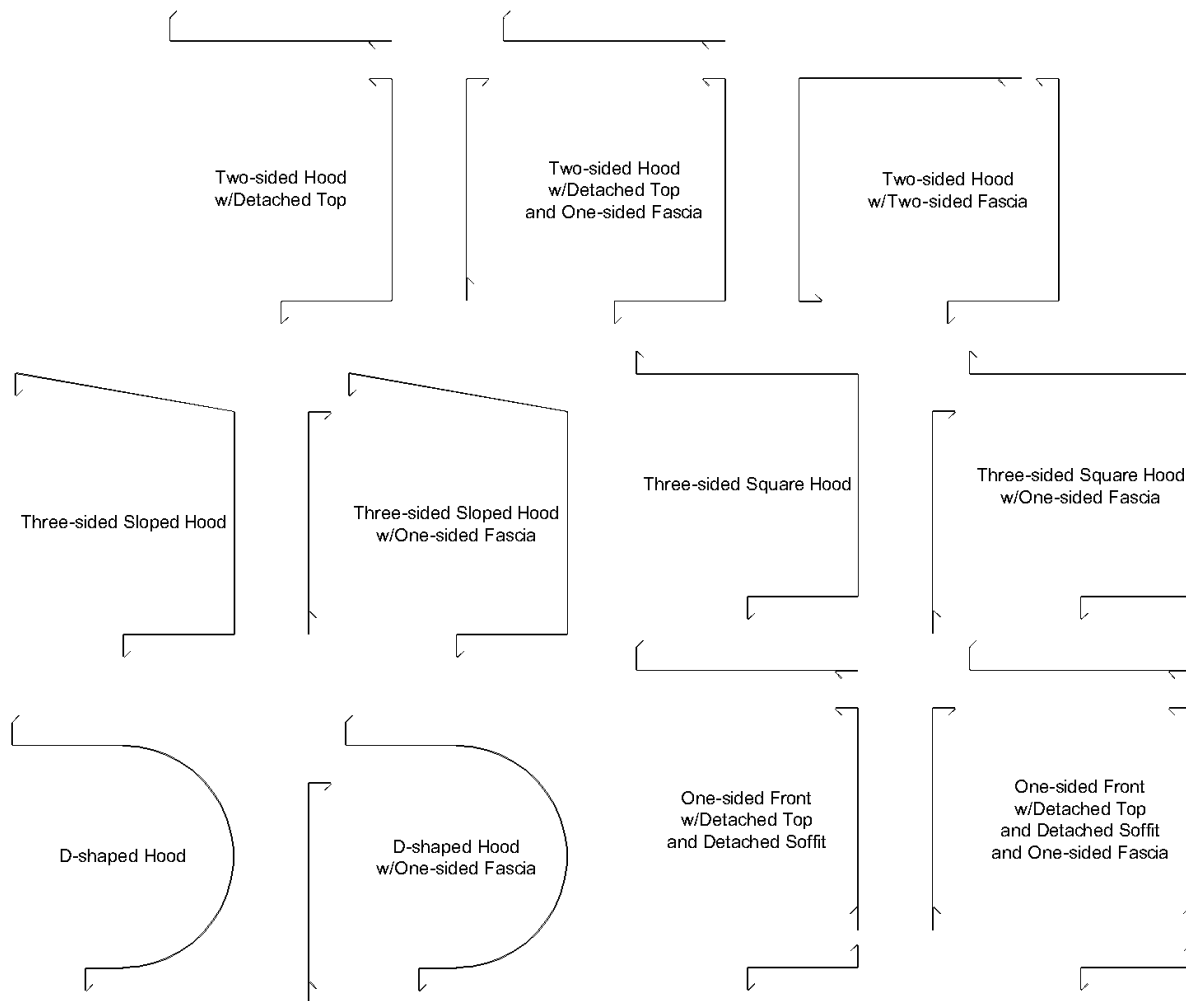 Two-sided Hood
w/Detached Top
Two-sided Hood
w/Detached Top
and One-sided Fascia
Two-sided Hood
w/Two-sided Fascia
Three-sided Sloped Hood
Three-sided Sloped Hood
w/One-sided Fascia
Three-sided Square Hood
Three-sided Square Hood
w/One-sided Fascia
D-shaped Hood
D-shaped Hood
w/One-sided Fascia
One-sided Front
w/Detached Top
and Detached Soffit
One-sided Front
w/Detached Top
and Detached Soffit
and One-sided Fascia